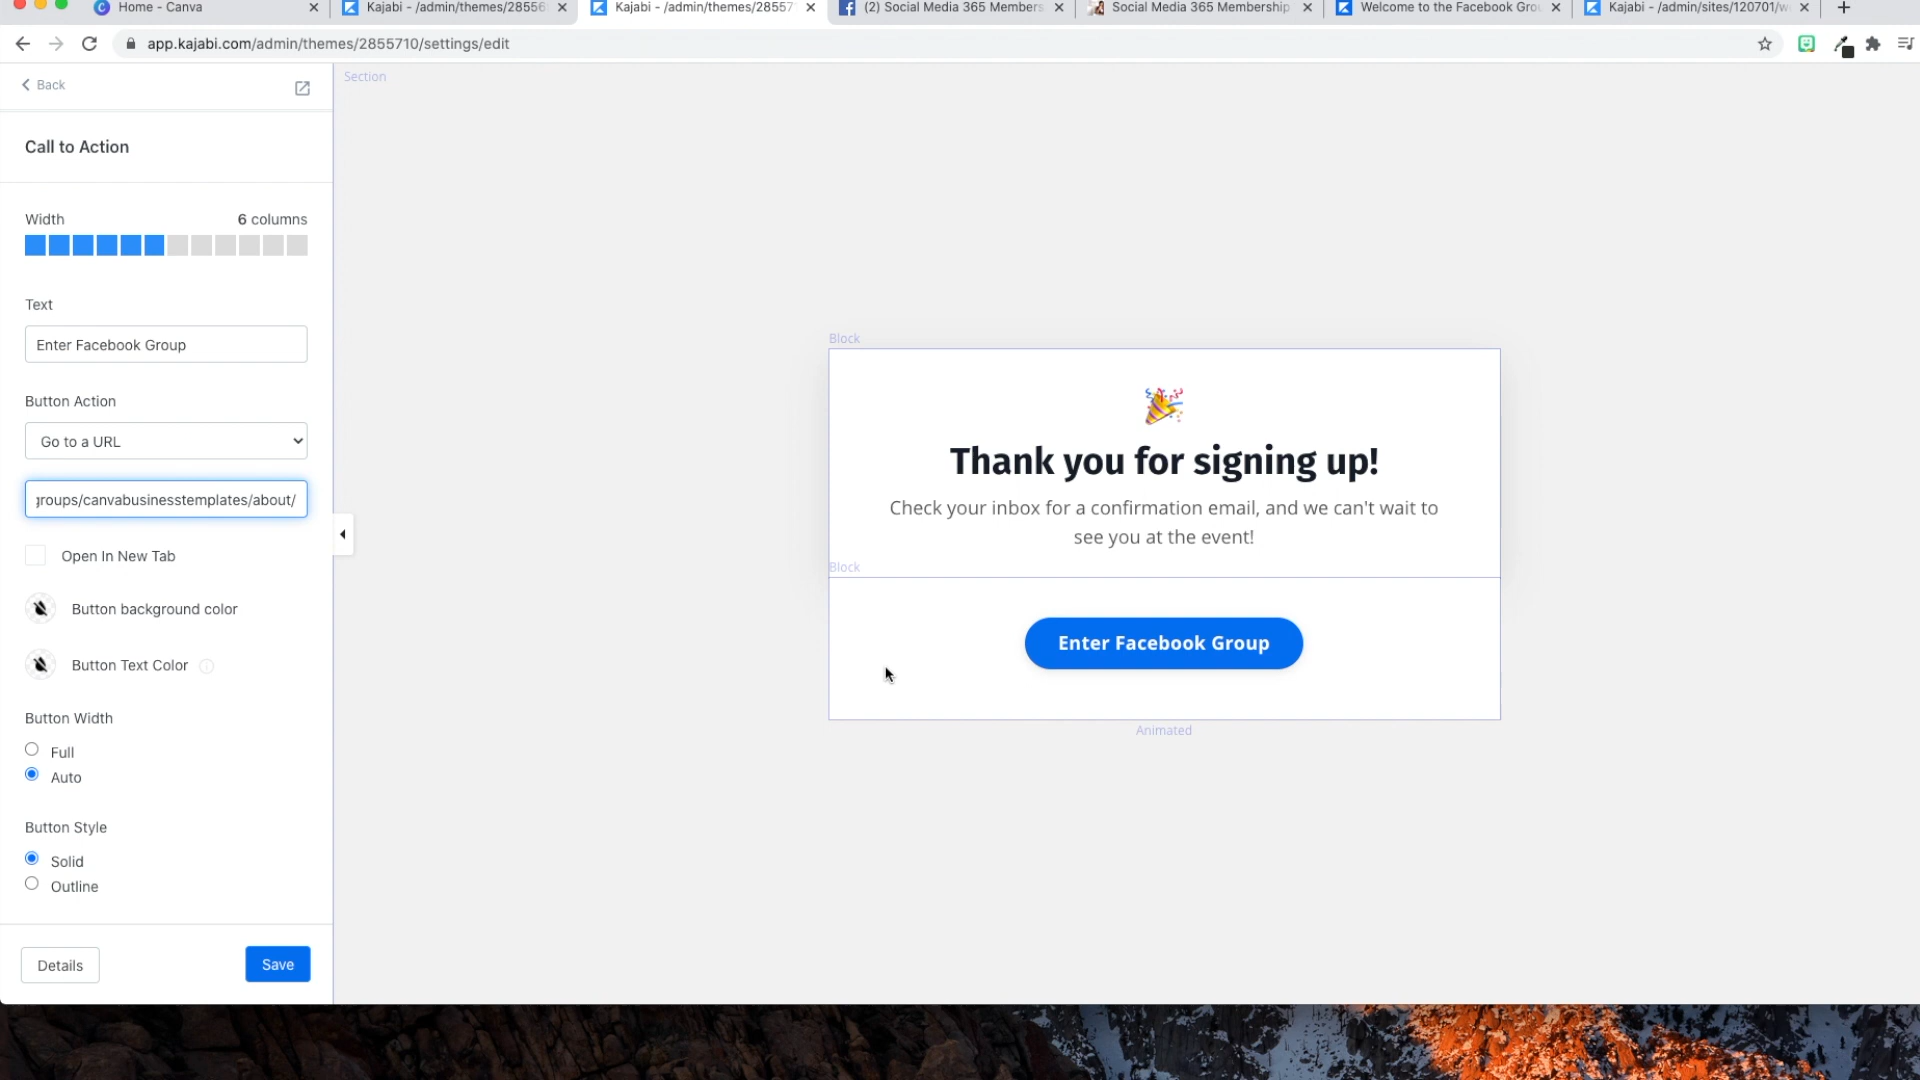 Home - Canva
Kajabi - /admin/themes/28556
Kajabi - /admin/themes/28557
(2) Social Media 365 Members
Social Media 365 Membership
Welcome to the Facebook Gro
Kajabi - /admin/sites/120701/w
app.kajabi.com/admin/themes/2855710/settings/edit
Back
Section
Call to Action
Width 6 columns
Text
Enter Facebook Group
Button Action
Go to a URL
groups/canvabusinesstemplates/about/
Open In New Tab
Button background color
Button Text Color
Button Width
Full
Auto
Button Style
Solid
Outline
Details
Save
Block
Thank you for signing up!
Check your inbox for a confirmation email, and we can't wait to
see you at the event!
Block
Enter Facebook Group
Animated